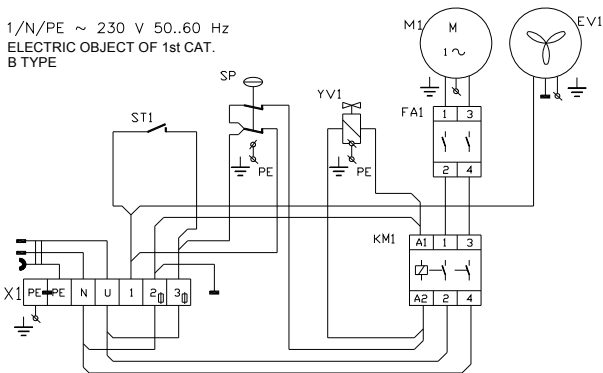 1/N/PE ~ 230 V 50..60 Hz
ELECTRIC OBJECT OF 1st CAT.
B TYPE
M1
M
1 ~
EV1
SP
YV1
ST1
FA1
1 3
2 4
PE
PE
KM1
A1 1 3
A2 2 4
X1
PE PE N U 1 2 3